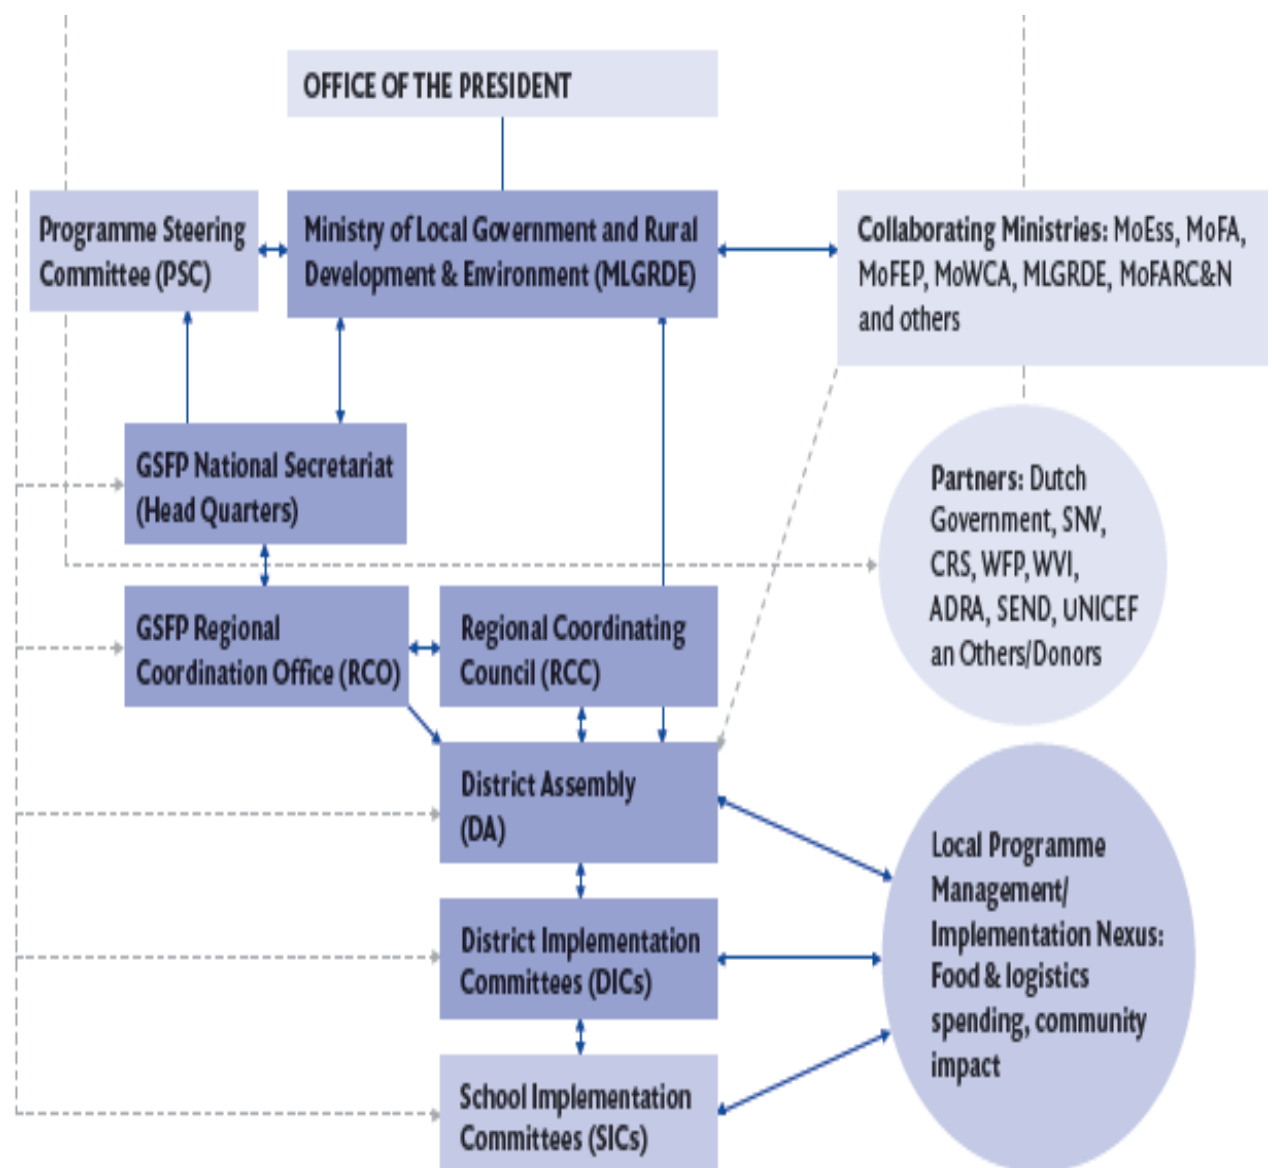 OFFICE OF THE PRESIDENT
Programme Steering
Committee (PSC)
Ministry of Local Government and Rural
Development & Environment (MLGRDE)
Collaborating Ministries: MoEss, MoFA,
MoFEP, MoWCA, MLGRDE, MoFARC&N
and others
GSFP National Secretariat
(Head Quarters)
Partners: Dutch
Government, SNV,
CRS, WFP, WVI,
ADRA, SEND, UNICEF
an Others/Donors
GSFP Regional
Coordination Office (RCO)
Regional Coordinating
Council (RCC)
District Assembly
(DA)
Local Programme
Management/
Implementation Nexus:
Food & logistics
spending, community
impact
District Implementation
Committees (DICs)
School Implementation
Committees (SICs)